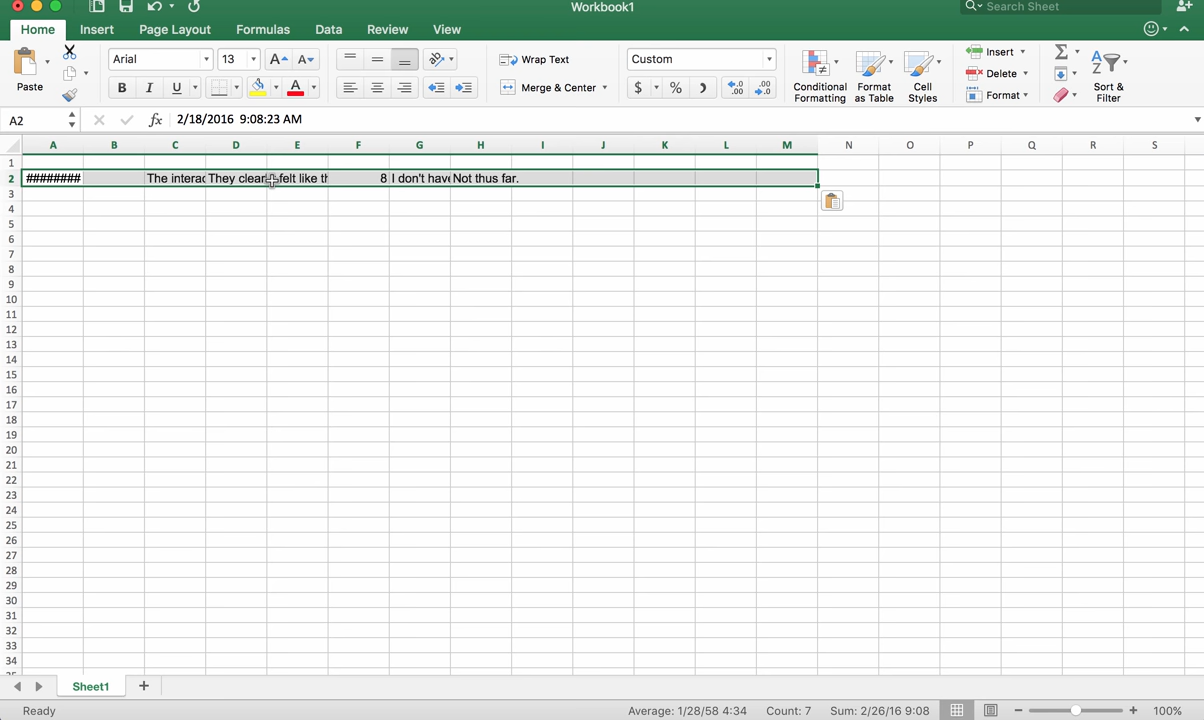 Workbook1
Search Sheet
Home Insert Page Layout Formulas Data Review View
Paste
Arial 13
A A
B I U A
Wrap Text
Merge & Center
Custom
$ %
Conditional Formatting
Format as Table
Cell Styles
Insert
Delete
Format
Sort & Filter
A2 fx 2/18/2016 9:08:23 AM
A B C D E F G H I J K L M N O P Q R S
1
2 ######## The interac They clear felt like th 8 I don't have Not thus far.
3
4
5
6
7
8
9
10
11
12
13
14
15
16
17
18
19
20
21
22
23
24
25
26
27
28
29
30
31
32
33
34
Sheet1
Ready Average: 1/28/58 4:34 Count: 7 Sum: 2/26/16 9:08 100%